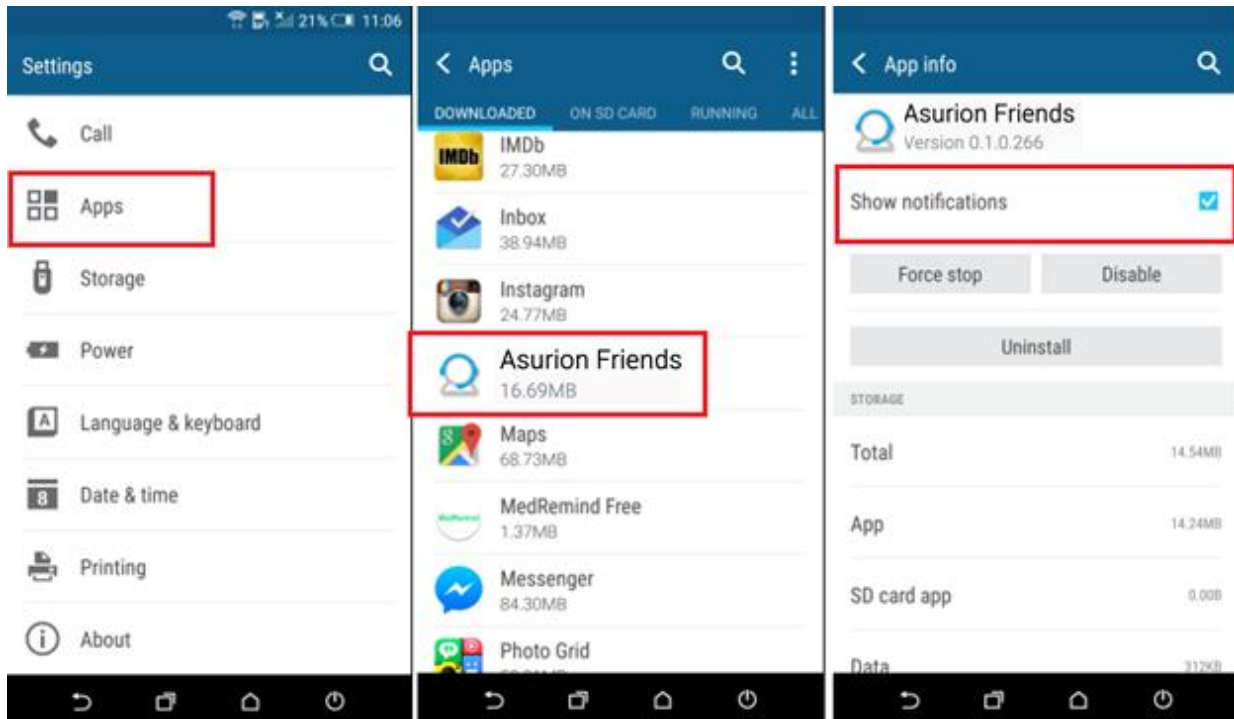 21% 11:06
Settings
Call
Apps
Storage
Power
A Language & keyboard
8 Date & time
Printing
i About
Apps
DOWNLOADED ON SD CARD RUNNING ALL
IMDb IMDb
27.30MB
Inbox
38.94MB
Instagram
24.77MB
Asurion Friends
16.69MB
8 Maps
68.73MB
MedRemind Free
1.37MB
Messenger
84.30MB
Photo Grid
App info
Asurion Friends
Version 0.1.0.266
Show notifications
Force stop Disable
Uninstall
STORAGE
Total 14.54MB
App 14.24MB
SD card app 0.00B
Data 312KB